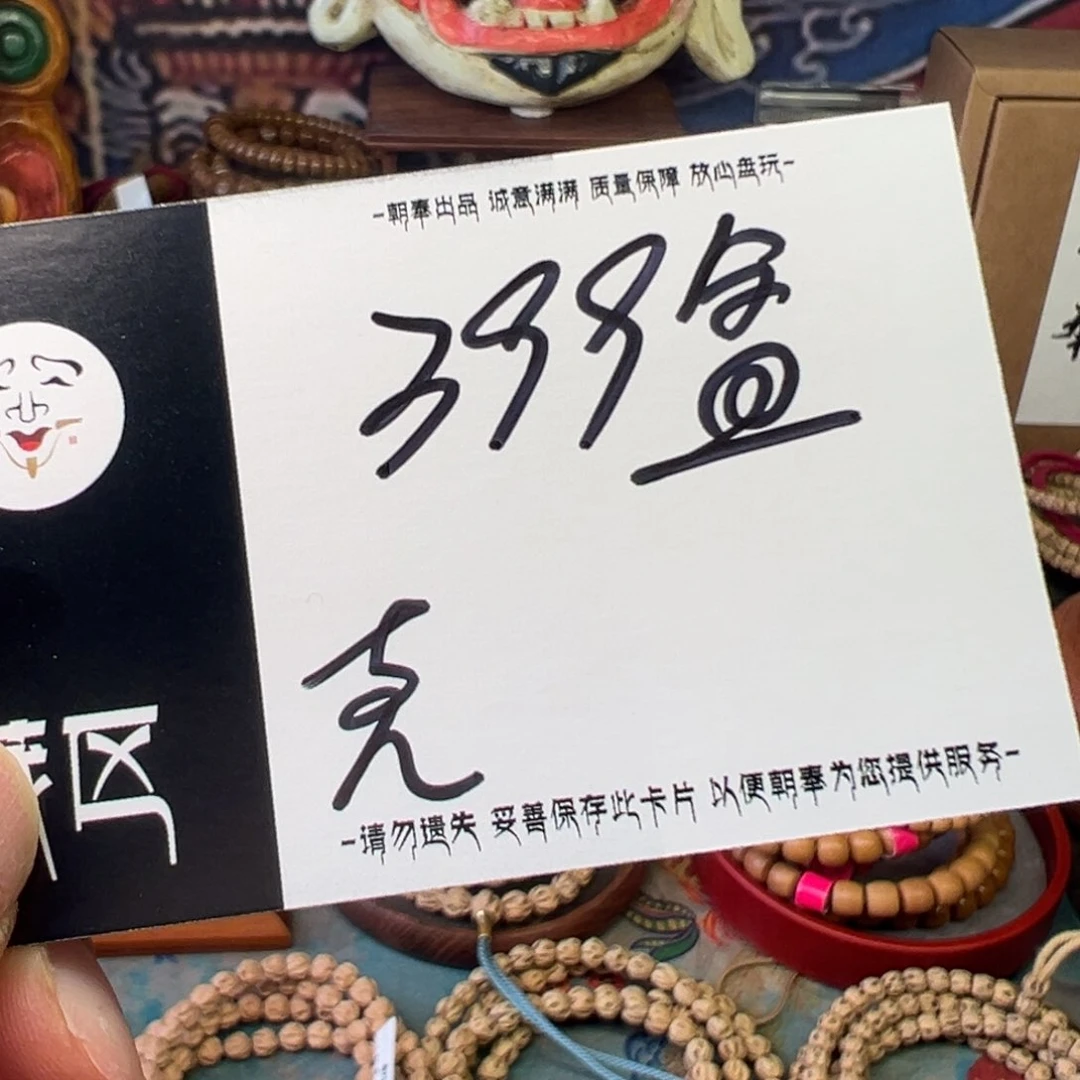 -朝奉出品 诚意满满 质量保障 放心盘玩-
399盒
克
-请勿遗失 妥善保存此卡片 以便朝奉为您提供服务-